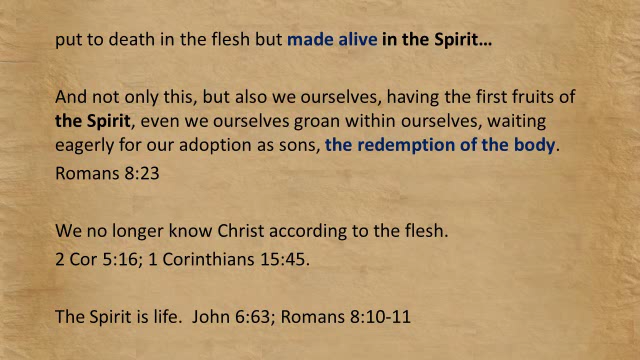 put to death in the flesh but made alive in the Spirit…
And not only this, but also we ourselves, having the first fruits of
the Spirit, even we ourselves groan within ourselves, waiting
eagerly for our adoption as sons, the redemption of the body.
Romans 8:23
We no longer know Christ according to the flesh.
2 Cor 5:16; 1 Corinthians 15:45.
The Spirit is life.  John 6:63; Romans 8:10-11